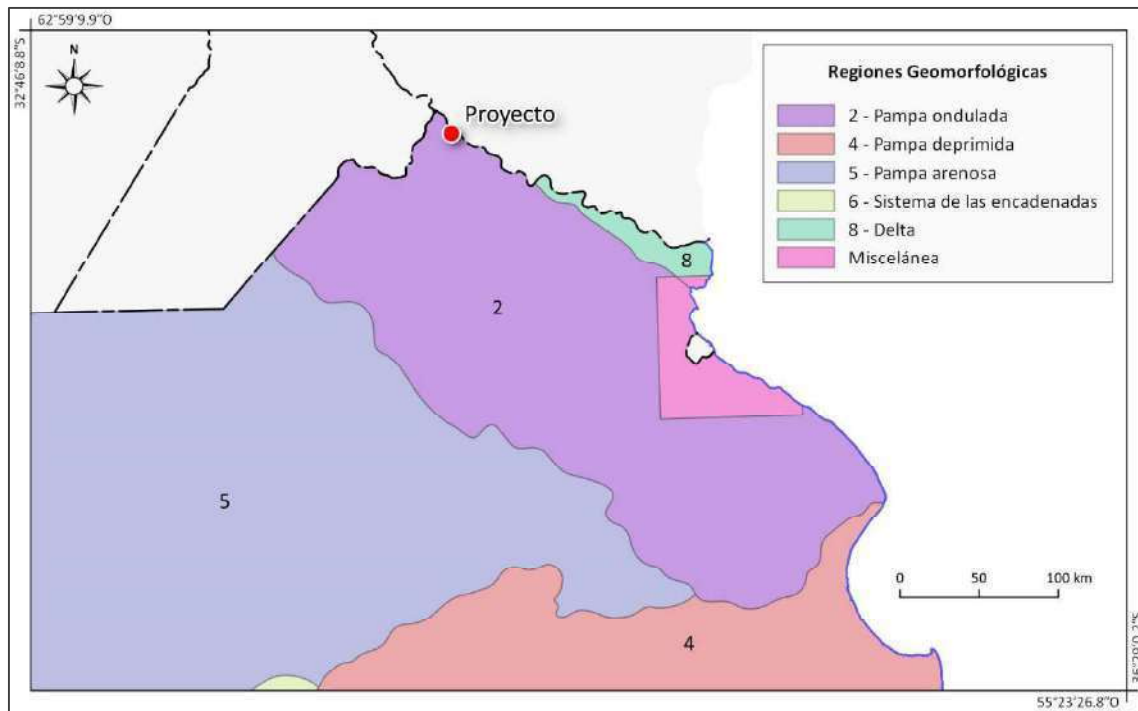 62°59'9.9"O
32°46'8.8"S
N
Proyecto
Regiones Geomorfológicas
2 - Pampa ondulada
4 - Pampa deprimida
5 - Pampa arenosa
6 - Sistema de las encadenadas
8 - Delta
Miscelánea
8
2
5
4
0 50 100 km
55°23'26.8"O